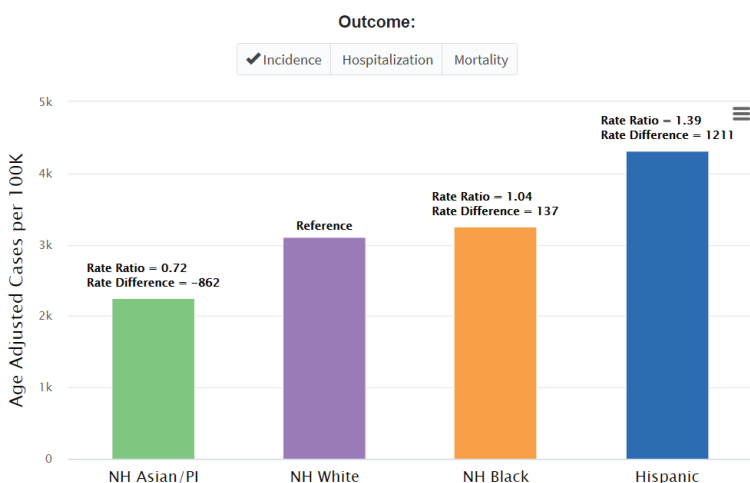 Outcome:
✔Incidence Hospitalization Mortality
Age Adjusted Cases per 100K
5k
4k
3k
2k
1k
0
Rate Ratio = 0.72
Rate Difference = −862
Reference
Rate Ratio = 1.04
Rate Difference = 137
Rate Ratio = 1.39
Rate Difference = 1211
NH Asian/PI NH White NH Black Hispanic